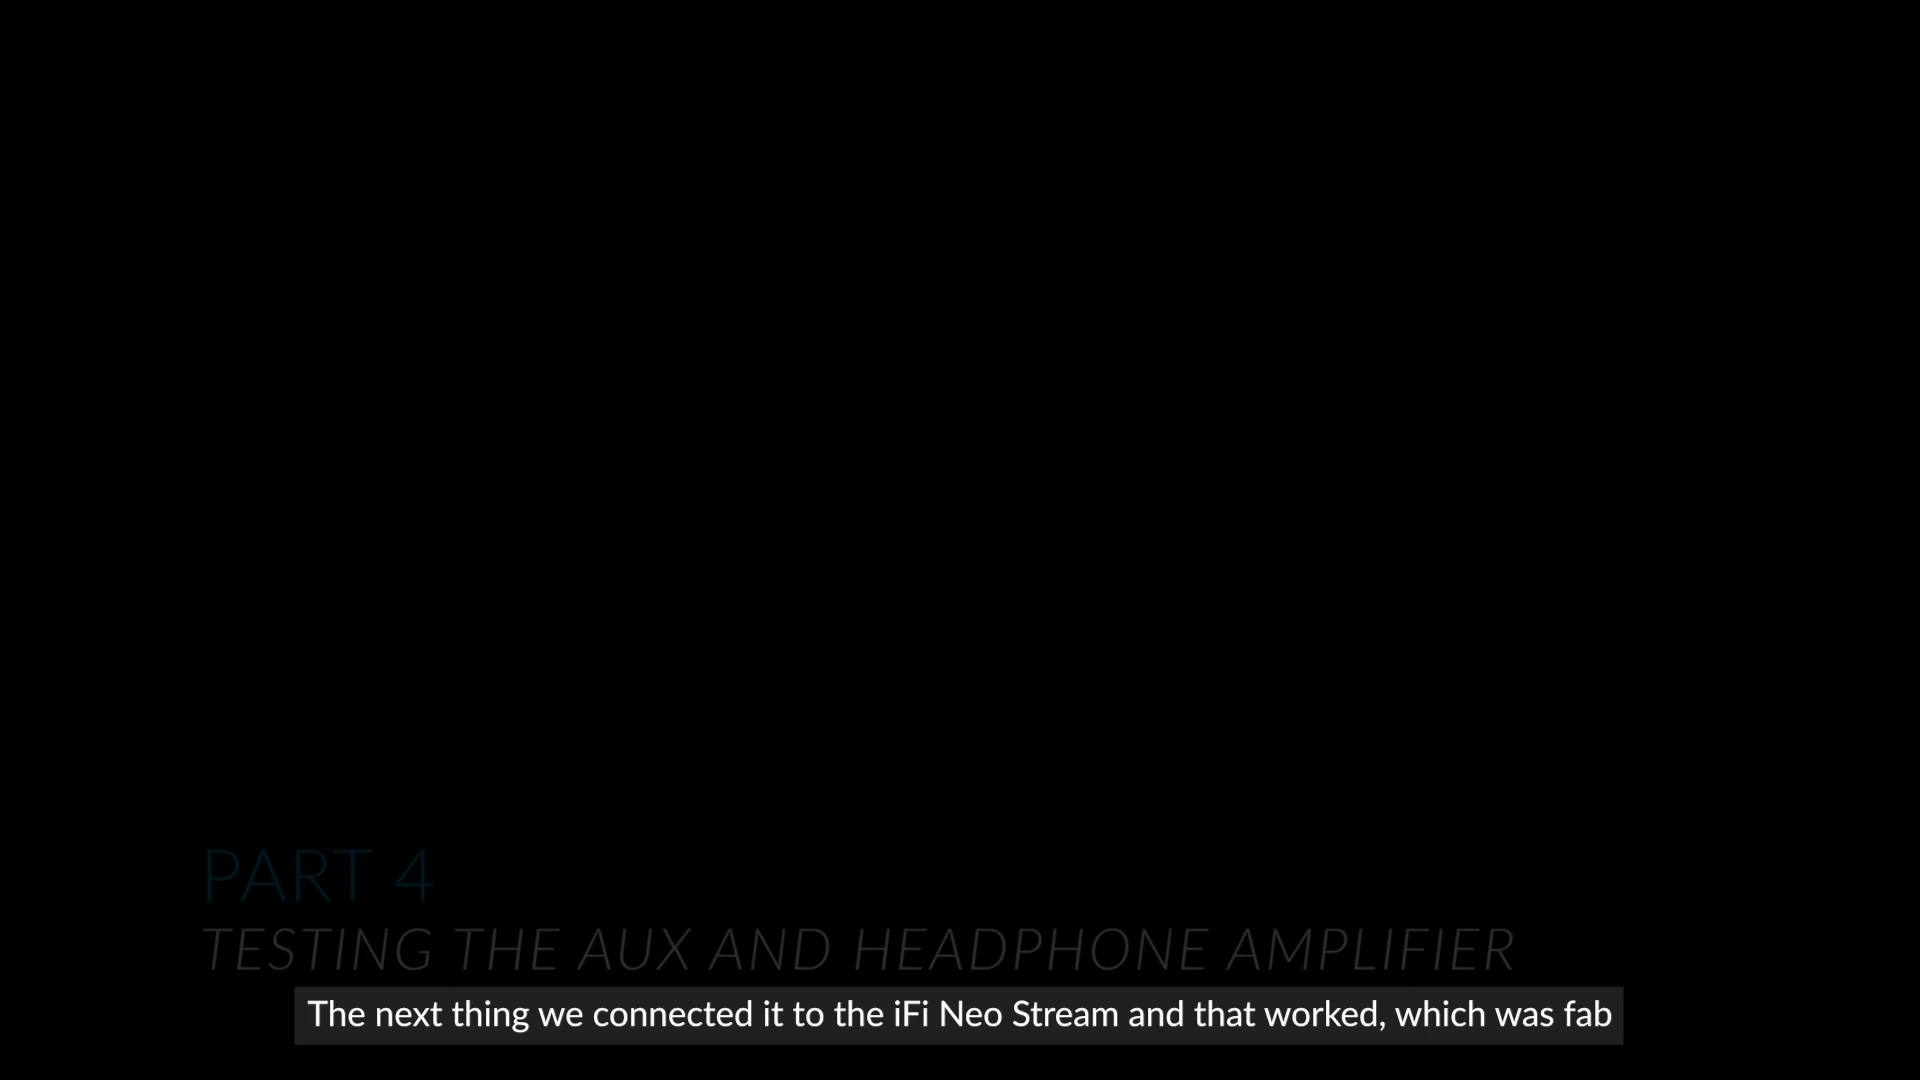 PART 4
TESTING THE AUX AND HEADPHONE AMPLIFIER
The next thing we connected it to the iFi Neo Stream and that worked, which was fab